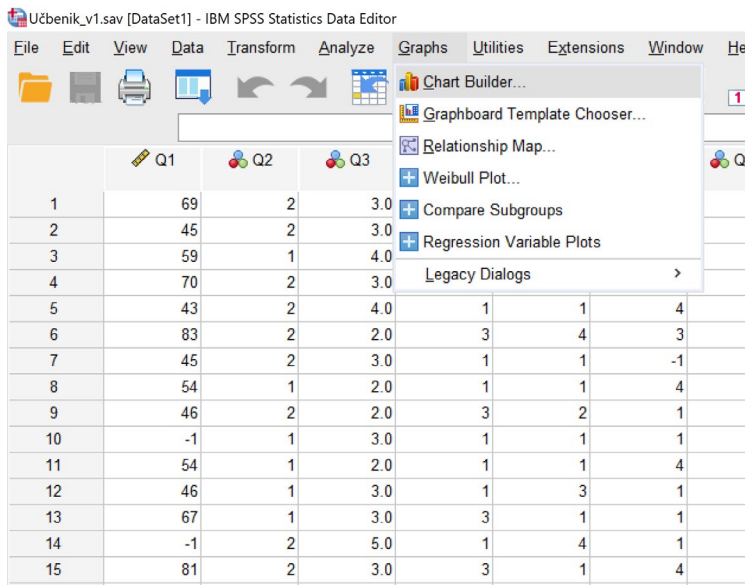 Učbenik_v1.sav [DataSet1] - IBM SPSS Statistics Data Editor
File Edit View Data Transform Analyze Graphs Utilities Extensions Window He
Chart Builder...
1
Graphboard Template Chooser...
Relationship Map...
Q1 Q2 Q3 Q
Weibull Plot...
1 69 2 3.0
Compare Subgroups
2 45 2 3.0
Regression Variable Plots
3 59 1 4.0
Legacy Dialogs >
4 70 2 3.0
5 43 2 4.0 1 1 4
6 83 2 2.0 3 4 3
7 45 2 3.0 1 1 -1
8 54 1 2.0 1 1 4
9 46 2 2.0 3 2 1
10 -1 1 3.0 1 1 1
11 54 1 2.0 1 1 4
12 46 1 3.0 1 3 1
13 67 1 3.0 3 1 1
14 -1 2 5.0 1 4 1
15 81 2 3.0 3 1 4